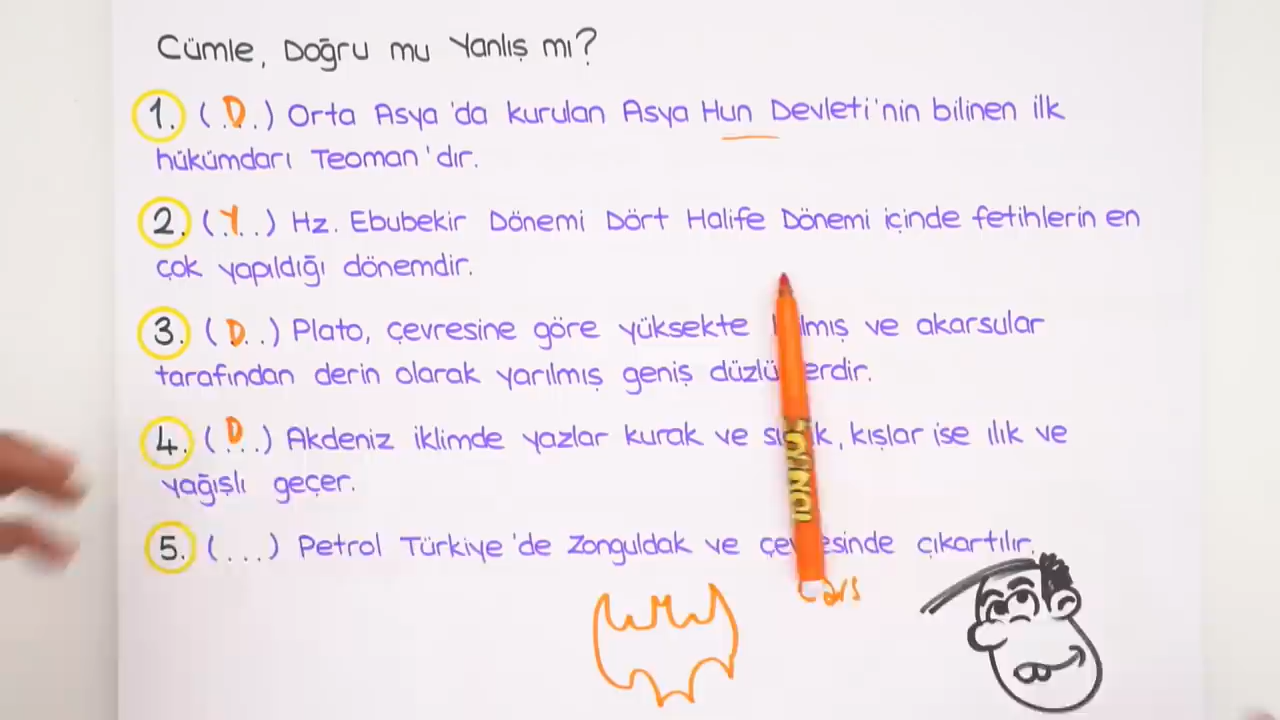 Cümle, Doğru mu Yanlış mı?
1. (.D.) Orta Asya'da kurulan Asya Hun Devleti'nin bilinen ilk
hükümdarı Teoman'dır.
2. (.Y.) Hz. Ebubekir Dönemi Dört Halife Dönemi içinde fetihlerin en
çok yapıldığı dönemdir.
3. (.D.) Plato, çevresine göre yüksekte ve akarsular
tarafından derin olarak yarılmış geniş
4. (.D.) Akdeniz iklimde yazlar kurak ve , kışlar ise ılık ve
yağışlı geçer.
5. (...) Petrol Türkiye'de Zonguldak ve çevresinde çıkartılır.